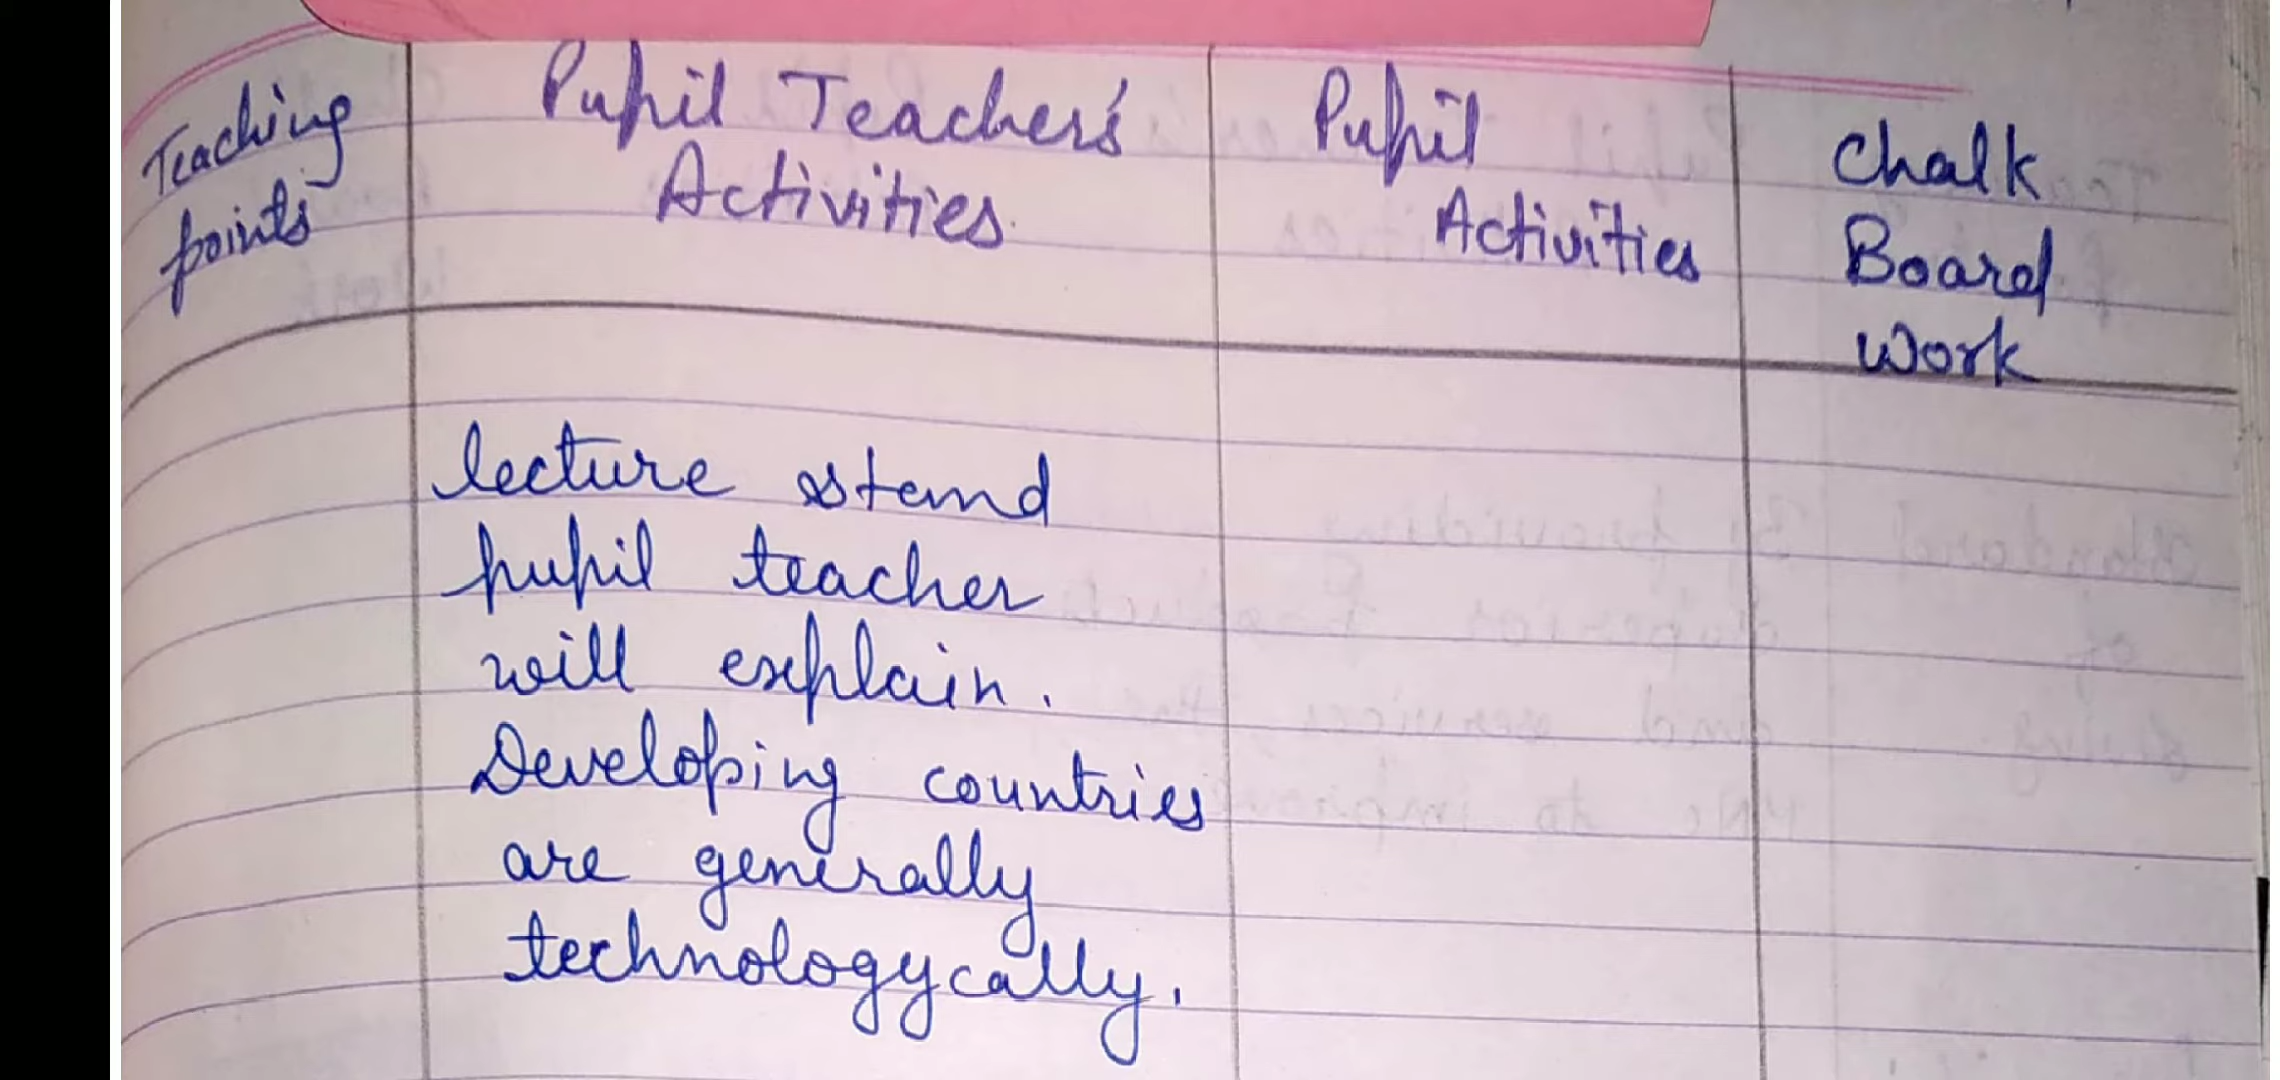 Teaching
points
Pupil Teacher's
Activities.
Pupil
Activities
Chalk
Board
Work
lecture stand
pupil teacher
will explain.
Developing countries
are generally
technologycally.